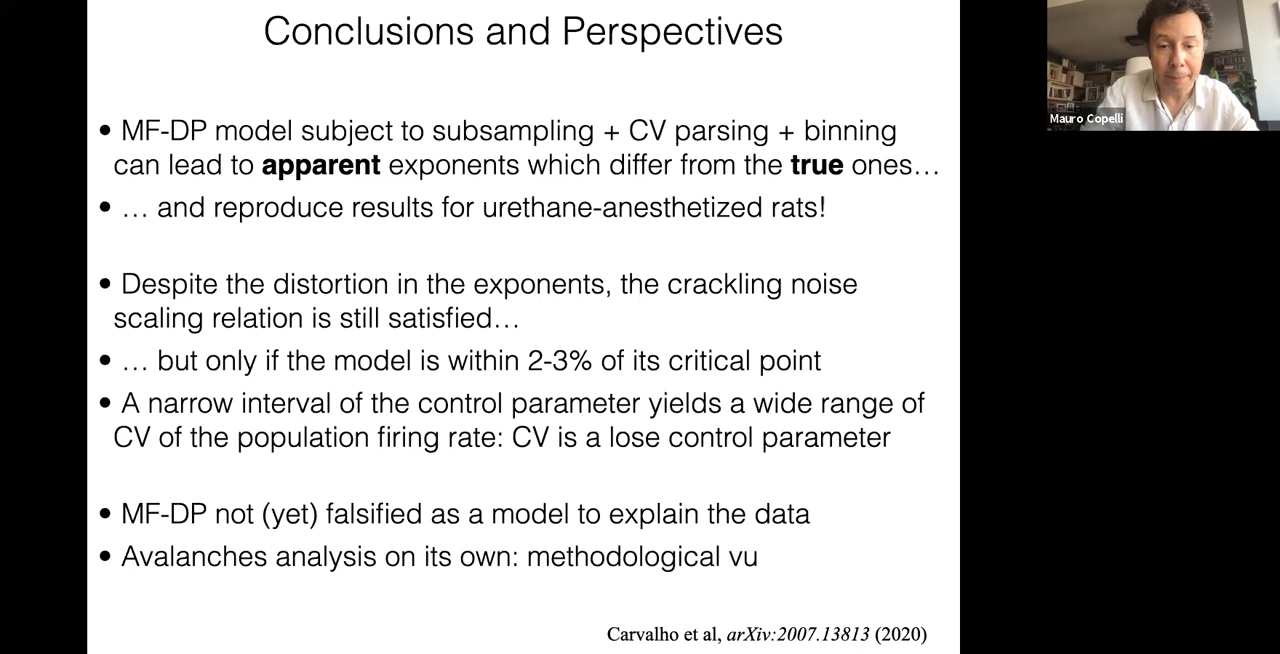 Conclusions and Perspectives
Mauro Copelli
• MF-DP model subject to subsampling + CV parsing + binning
can lead to apparent exponents which differ from the true ones…
• … and reproduce results for urethane-anesthetized rats!
• Despite the distortion in the exponents, the crackling noise
scaling relation is still satisfied…
• … but only if the model is within 2-3% of its critical point
• A narrow interval of the control parameter yields a wide range of
CV of the population firing rate: CV is a lose control parameter
• MF-DP not (yet) falsified as a model to explain the data
• Avalanches analysis on its own: methodological vu
Carvalho et al, arXiv:2007.13813 (2020)